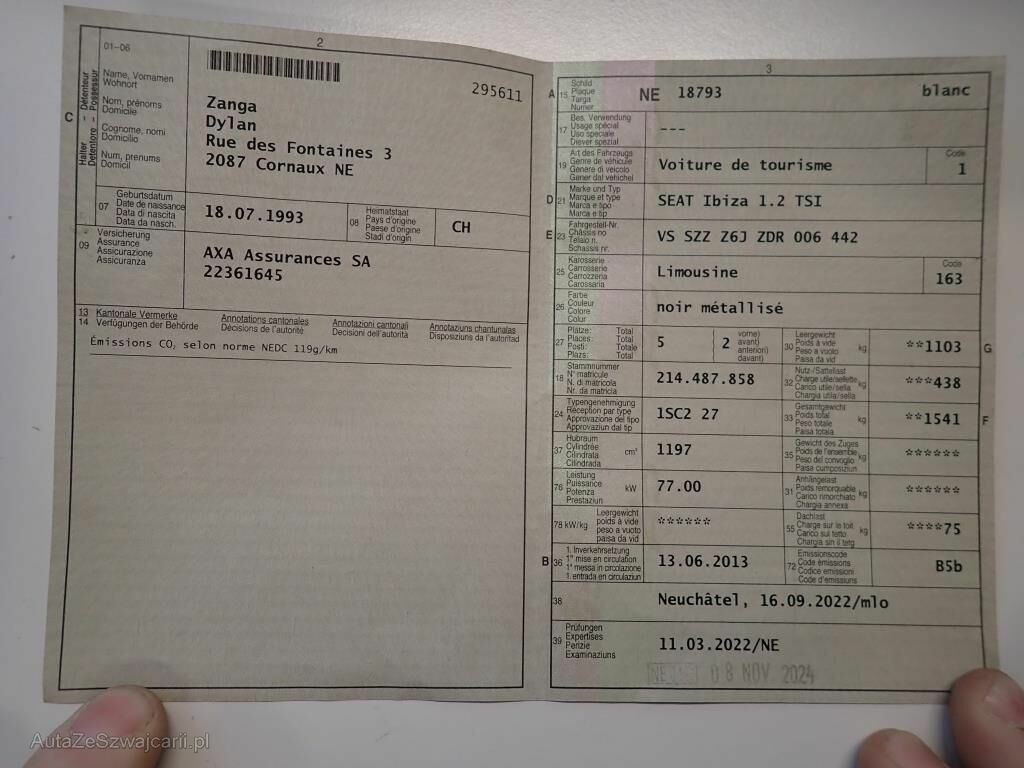 2
01-06
295611
C
Halter - Détenteur
Detentore - Possessur
Name, Vornamen
Wohnort
Nom, prénoms
Domicile
Cognome, nomi
Domicilio
Num, prenums
Domicil
Zanga
Dylan
Rue des Fontaines 3
2087 Cornaux NE
07
Geburtsdatum
Date de naissance
Data di nascita
Data da nasch.
18.07.1993
08
Heimatstaat
Pays d'origine
Paese d'origine
Stadi d'origin
CH
09
Versicherung
Assurance
Assicurazione
Assicuranza
AXA Assurances SA
22361645
13 Kantonale Vermerke Annotations cantonales Annotazioni cantonali Annotaziuns chantunalas
14 Verfügungen der Behörde Décisions de l'autorité Decisioni dell'autorità Disposiziuns da l'autoritad
Émissions CO₂ selon norme NEDC 119g/km
3
A 15
Schild
Plaque
Targa
Numer
NE 18793 blanc
17
Bes. Verwendung
Usage spécial
Uso speciale
Diever spezial
---
19
Art des Fahrzeugs
Genre de véhicule
Genere di veicolo
Gener dal vehichel
Voiture de tourisme
Code
1
D 21
Marke und Typ
Marque et type
Marca e tipo
Marca e tip
SEAT Ibiza 1.2 TSI
E 23
Fahrgestell-Nr.
Châssis no
Telaio n.
Schassis nr.
VS SZZ Z6J ZDR 006 442
25
Karosserie
Carrosserie
Carrozzeria
Carossaria
Limousine
Code
163
26
Farbe
Couleur
Colore
Colur
noir métallisé
27
Plätze: Total
Places: Total
Posti: Totale
Plazs: Total
5
2
vorne)
avant)
anteriori)
davant)
30
Leergewicht
Poids à vide
Peso a vuoto
Paisa da vid
kg
**1103
G
18
Stammnummer
N° matricule
N. di matricola
Nr. da matricla
214.487.858
32
Nutz-/Sattellast
Charge utile/sellette
Carico utile/sella
Chargia utila/sella
kg
***438
24
Typengenehmigung
Réception par type
Approvazione del tipo
Approvaziun dal tip
1SC2 27
33
Gesamtgewicht
Poids total
Peso totale
Paisa totala
kg
**1541
F
37
Hubraum
Cylindrée
Cilindrata
Cilindrada
cm³
1197
35
Gewicht des Zuges
Poids de l'ensemble
Peso del convoglio
Paisa cumposiziun
kg
******
76
Leistung
Puissance
Potenza
Prestaziun
kW
77.00
31
Anhängelast
Poids remorquable
Carico rimorchiato
Chargia annexa
kg
******
78 kW/kg
Leergewicht
poids à vide
peso a vuoto
paisa da vid
******
55
Dachlast
Charge sur le toit
Carico sul tetto
Chargia sin il tetg
kg
****75
B 36
1. Inverkehrsetzung
1ʳᵉ mise en circulation
1ª messa in circolazione
1. entrada en circulaziun
13.06.2013
72
Emissionscode
Code émissions
Codice emissioni
Code d'emissiuns
B5b
38
Neuchâtel, 16.09.2022/mlo
39
Prüfungen
Expertises
Perizie
Examinaziuns
11.03.2022/NE
08 NOV. 2024
AutaZeSzwajcarii.pl